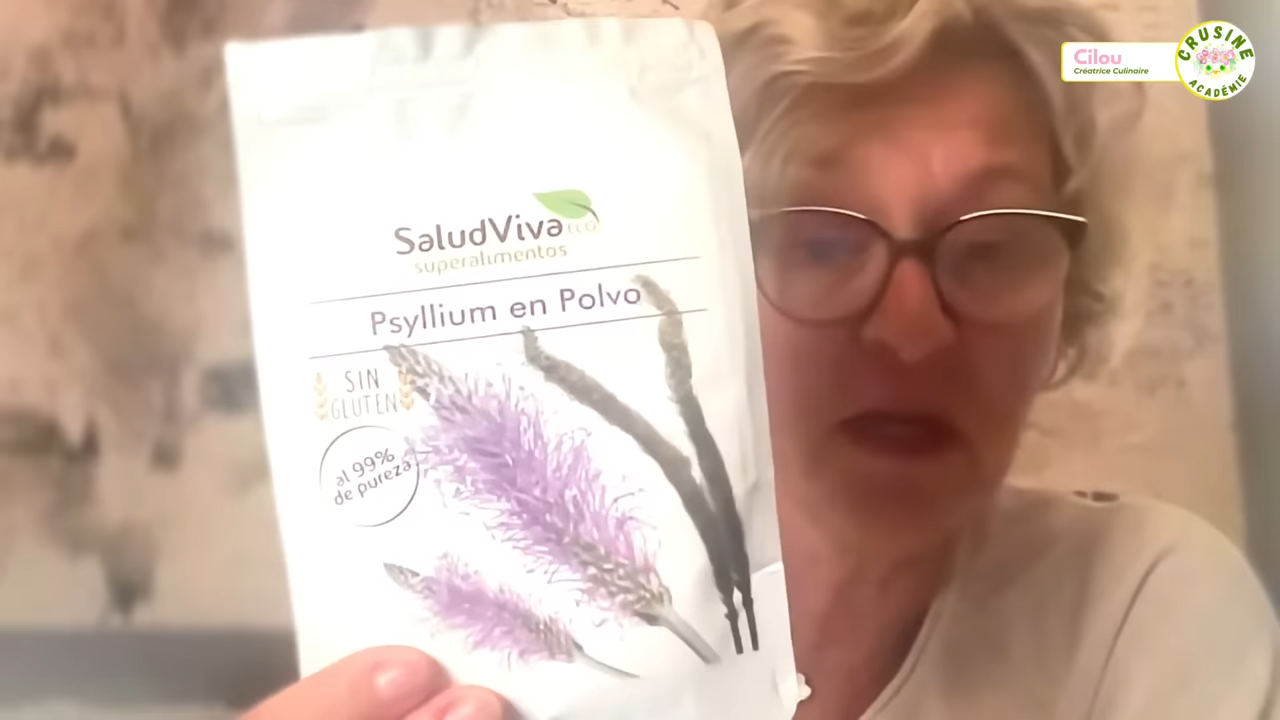 Cilou
Créatrice Culinaire
CRUSINE
ACADÉMIE
SaludViva
ECO
superalimentos
Psyllium en Polvo
SIN
GLUTEN
al 99%
de pureza